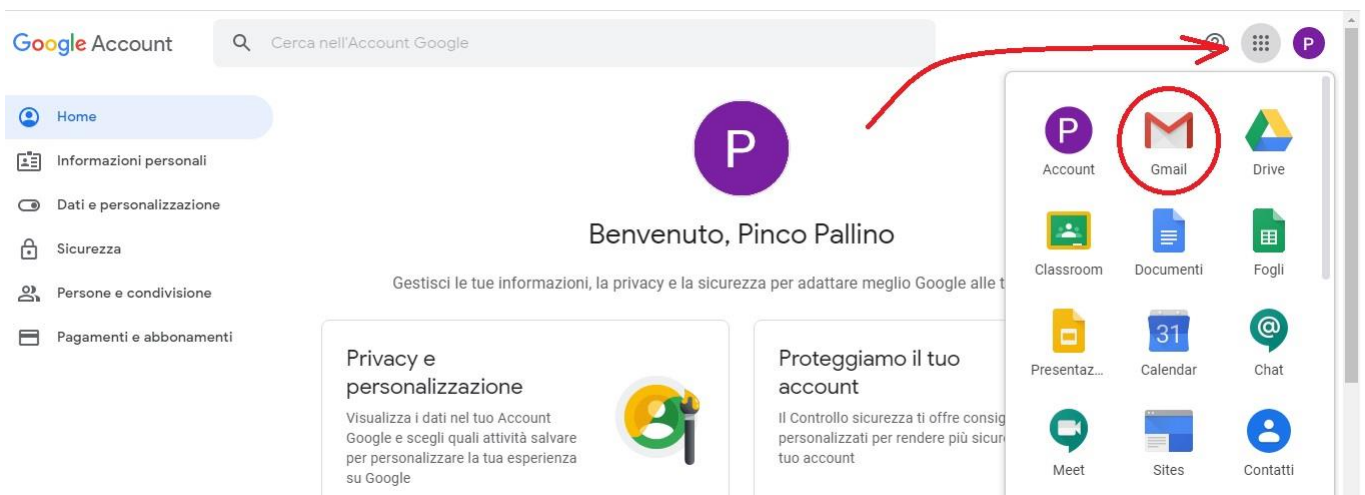 Google Account
Cerca nell'Account Google
P
Home
Informazioni personali
Dati e personalizzazione
Sicurezza
Persone e condivisione
Pagamenti e abbonamenti
P
Benvenuto, Pinco Pallino
Gestisci le tue informazioni, la privacy e la sicurezza per adattare meglio Google alle t
Privacy e
personalizzazione
Visualizza i dati nel tuo Account
Google e scegli quali attività salvare
per personalizzare la tua esperienza
su Google
Proteggiamo il tuo
account
Il Controllo sicurezza ti offre consig
personalizzati per rendere più sicur
tuo account
P
Account
Gmail
Drive
Classroom
Documenti
Fogli
31
Presentaz...
Calendar
Chat
Meet
Sites
Contatti